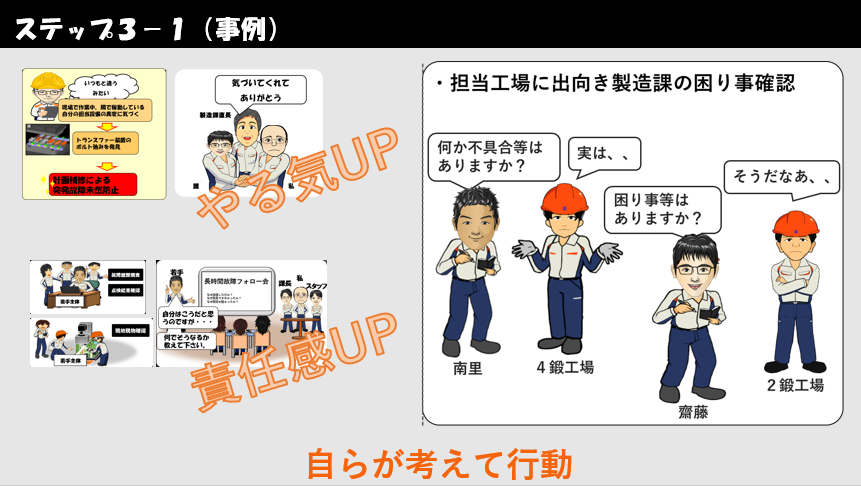 ステップ３－１（事例）
いつもと違う
みたい
現場で作業中、隣で稼動している
自分の担当設備の異変に気づく
トランスファー装置の
ボルト弛みを発見
計画補修による
突発故障未然防止
気づいてくれて
ありがとう
製造課直長
私
やる気UP
故障履歴調査
点検結果確認
若手主体
現地現物確認
若手主体
若手
長時間故障フォロー会
課長
私
スタッフ
自分はこうだと思
うのですが・・・
何でそうなるか
教えて下さい。
責任感UP
・担当工場に出向き製造課の困り事確認
何か不具合等は
ありますか？
実は、、
困り事等は
ありますか？
そうだなあ、、
南里
４鍛工場
齋藤
２鍛工場
自らが考えて行動